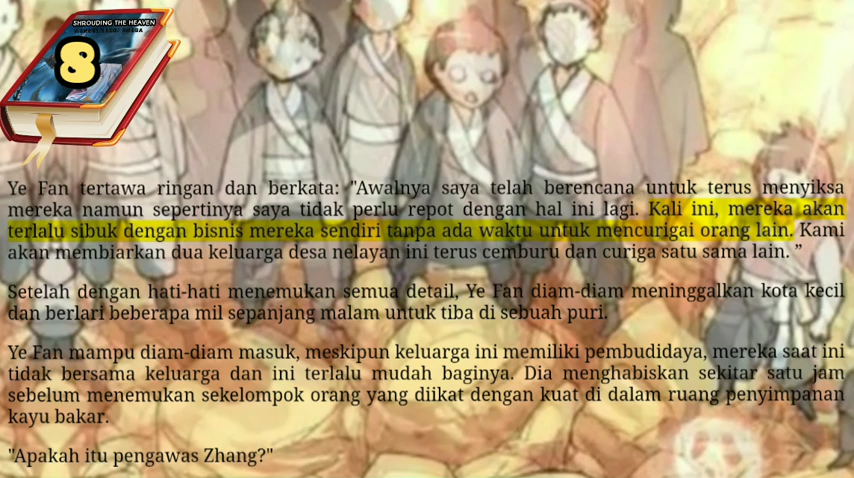 SHROUDING THE HEAVEN
8
Ye Fan tertawa ringan dan berkata: "Awalnya saya telah berencana untuk terus menyiksa
mereka namun sepertinya saya tidak perlu repot dengan hal ini lagi. Kali ini, mereka akan
terlalu sibuk dengan bisnis mereka sendiri tanpa ada waktu untuk mencurigai orang lain. Kami
akan membiarkan dua keluarga desa nelayan ini terus cemburu dan curiga satu sama lain. ”
Setelah dengan hati-hati menemukan semua detail, Ye Fan diam-diam meninggalkan kota kecil
dan berlari beberapa mil sepanjang malam untuk tiba di sebuah puri.
Ye Fan mampu diam-diam masuk, meskipun keluarga ini memiliki pembudidaya, mereka saat ini
tidak bersama keluarga dan ini terlalu mudah baginya. Dia menghabiskan sekitar satu jam
sebelum menemukan sekelompok orang yang diikat dengan kuat di dalam ruang penyimpanan
kayu bakar.
"Apakah itu pengawas Zhang?"